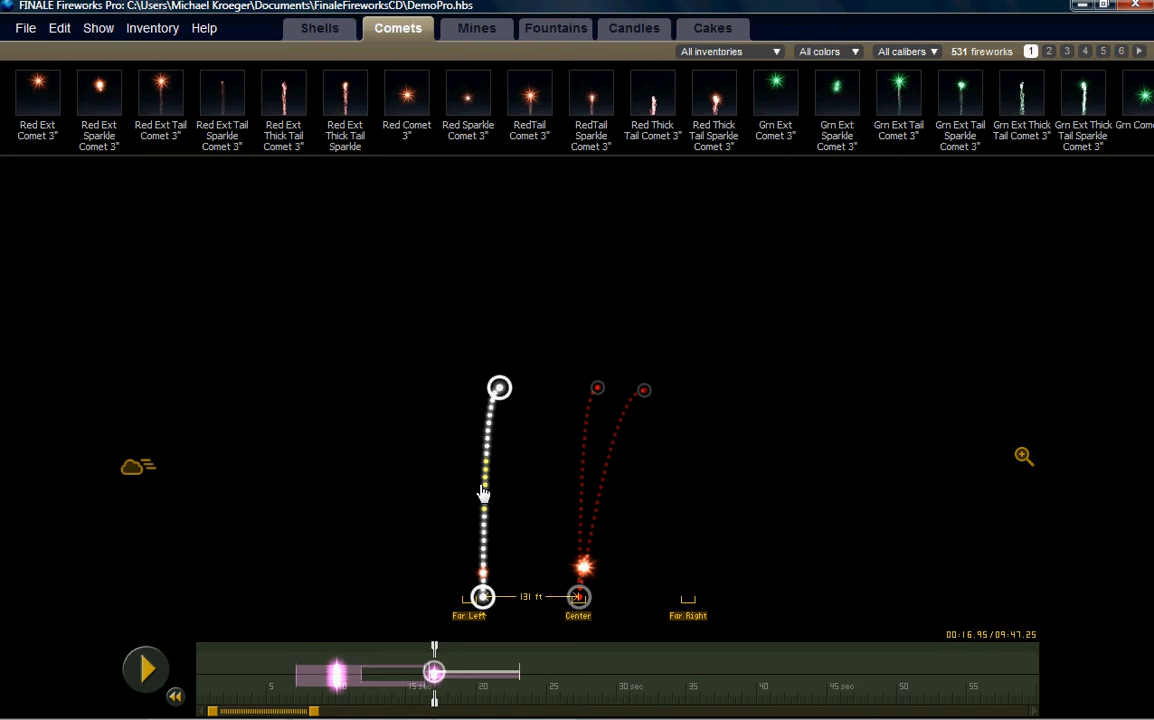 FINALE Fireworks Pro: C:\Users\Michael Kroeger\Documents\FinaleFireworksCD\DemoPro.hbs
File Edit Show Inventory Help Shells Comets Mines Fountains Candles Cakes
All inventories All colors All calibers 531 fireworks 1 2 3 4 5 6
Red Ext Comet 3"
Red Ext Sparkle Comet 3"
Red Ext Tail Comet 3"
Red Ext Tail Sparkle Comet 3"
Red Ext Thick Tail Comet 3"
Red Ext Thick Tail Sparkle
Red Comet 3"
Red Sparkle Comet 3"
RedTail Comet 3"
RedTail Sparkle Comet 3"
Red Thick Tail Comet 3"
Red Thick Tail Sparkle Comet 3"
Grn Ext Comet 3"
Grn Ext Sparkle Comet 3"
Grn Ext Tail Comet 3"
Grn Ext Tail Sparkle Comet 3"
Grn Ext Thick Tail Comet 3"
Grn Ext Thick Tail Sparkle Comet 3"
Grn Com
131 ft
Far Left Center Far Right
00:16.95/09:47.25
5 10 15 sec 20 25 30 sec 35 40 45 sec 50 55